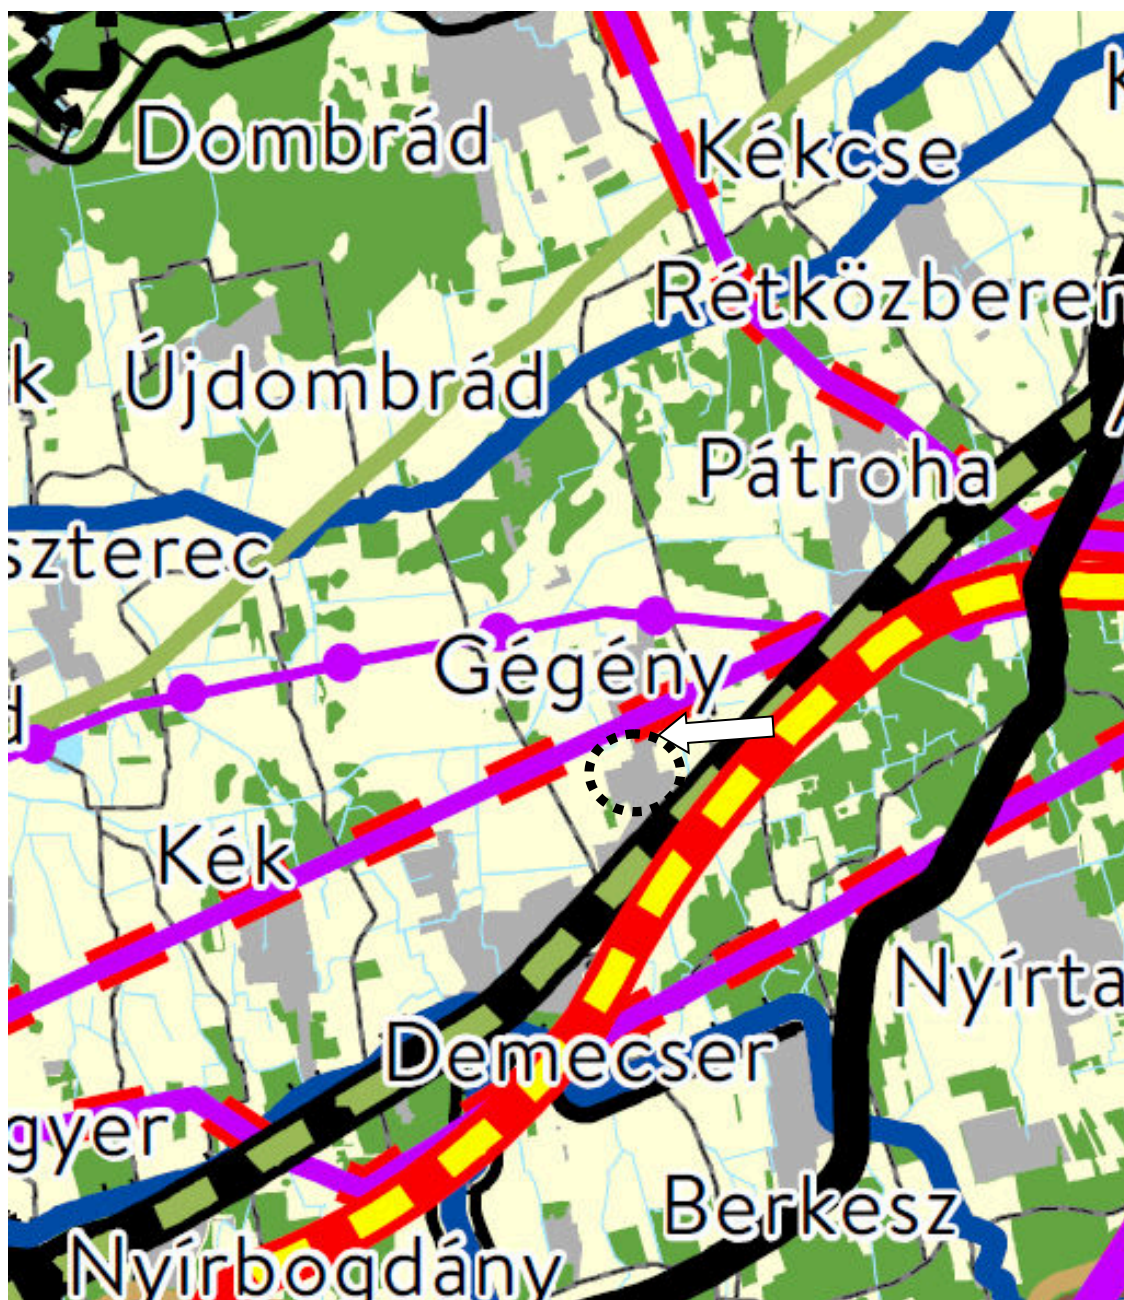 Dombrád
Kékcse
K
Rétközberen
k
Újdombrád
Pátroha
szterec
Gégény
d
Kék
Nyírta
Demecser
gyer
Berkesz
Nyírbogdány